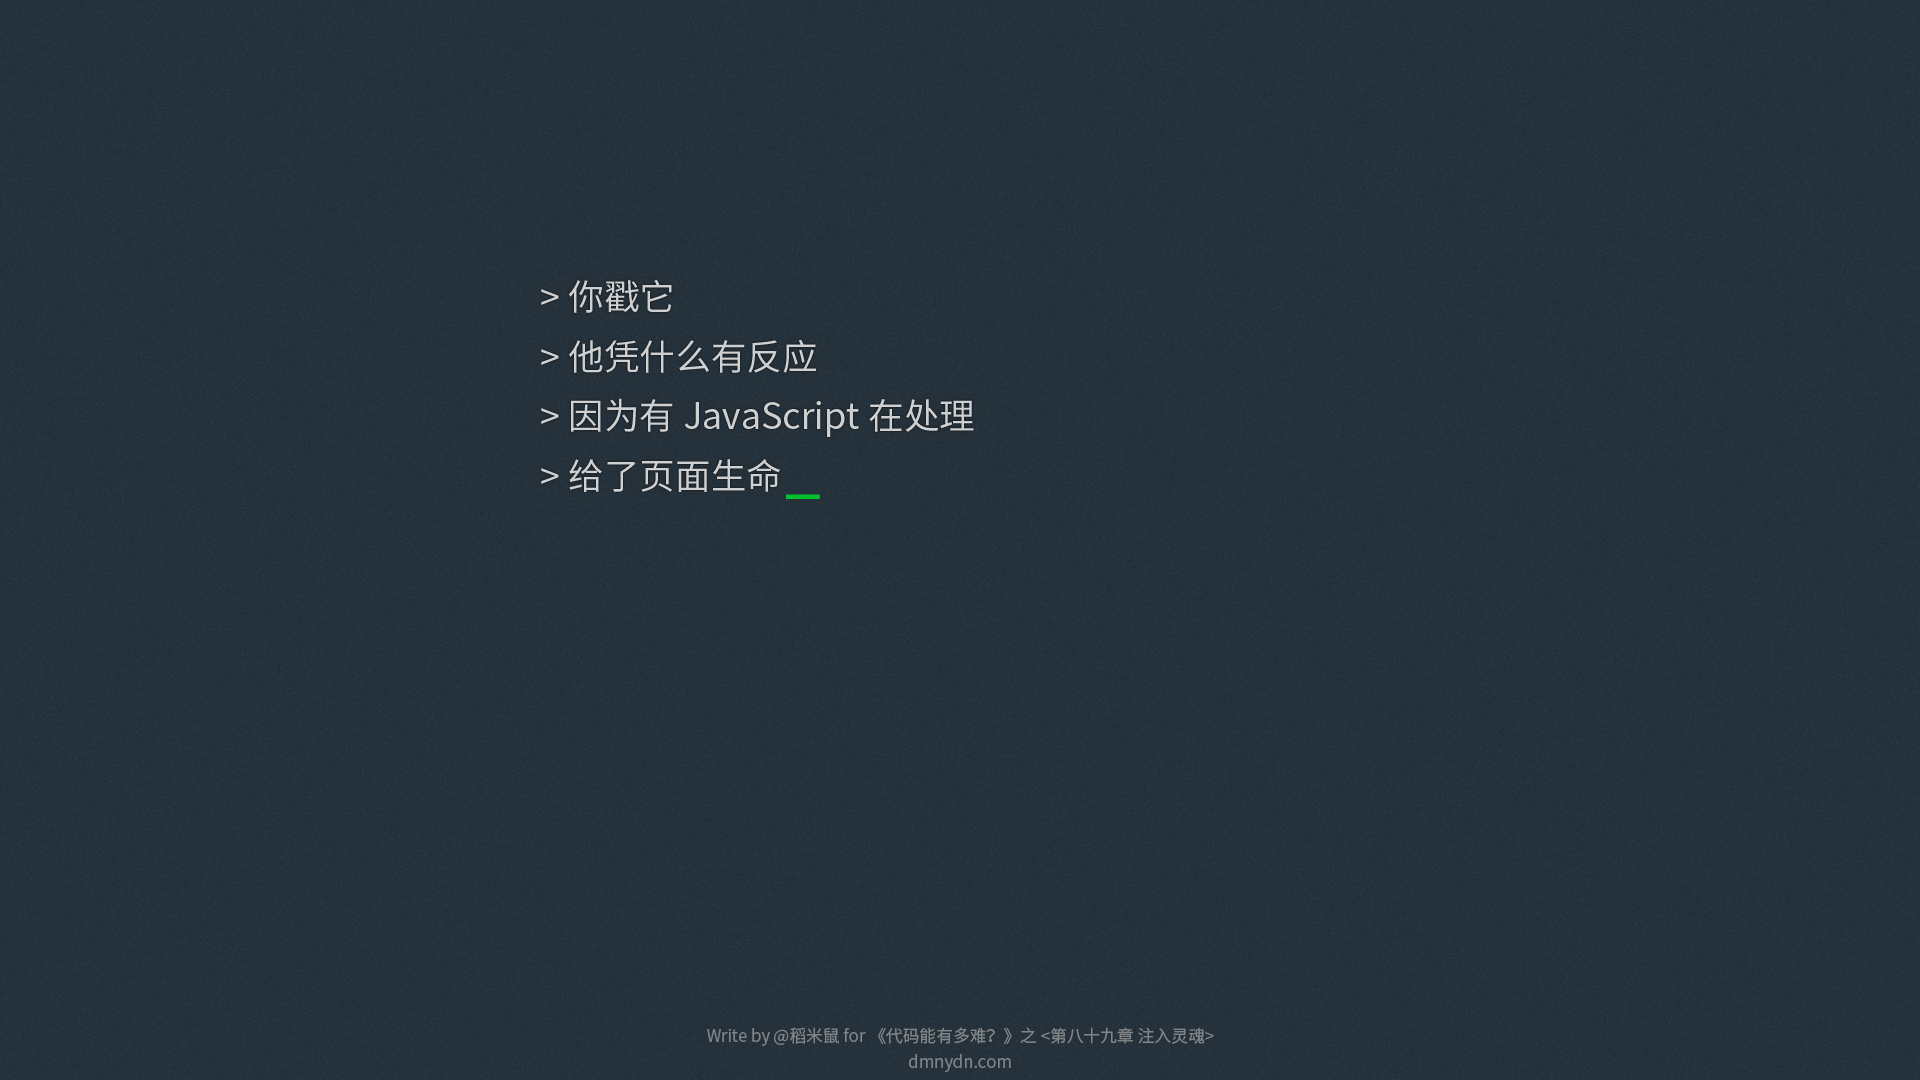 > 你戳它
> 他凭什么有反应
> 因为有 JavaScript 在处理
> 给了页面生命_
Write by @稻米鼠 for 《代码能有多难？》之 <第八十九章 注入灵魂>
dmnydn.com